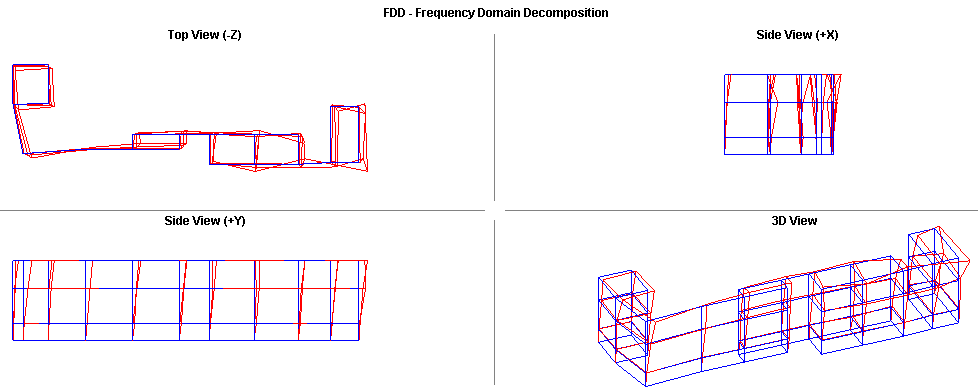 FDD - Frequency Domain Decomposition
Top View (-Z)
Side View (+X)
Side View (+Y)
3D View